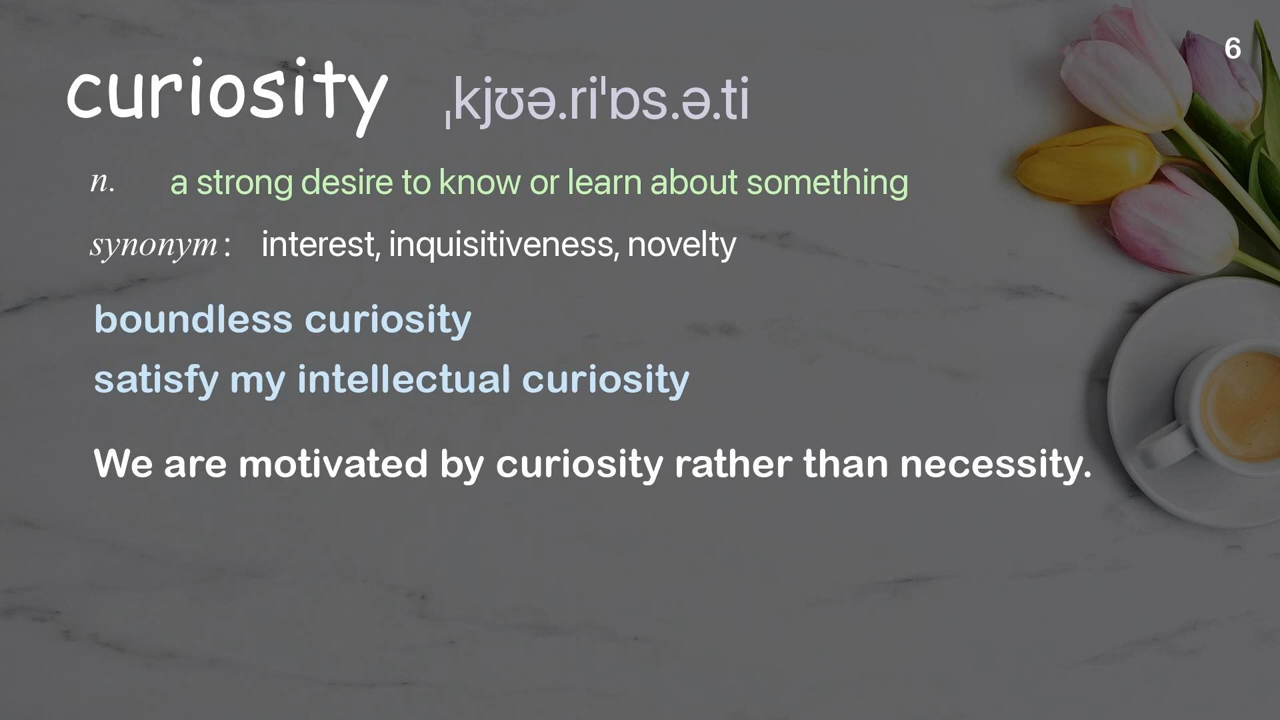 6
curiosity ˌkjʊə.riˈɒs.ə.ti
n. a strong desire to know or learn about something
synonym: interest, inquisitiveness, novelty
boundless curiosity
satisfy my intellectual curiosity
We are motivated by curiosity rather than necessity.